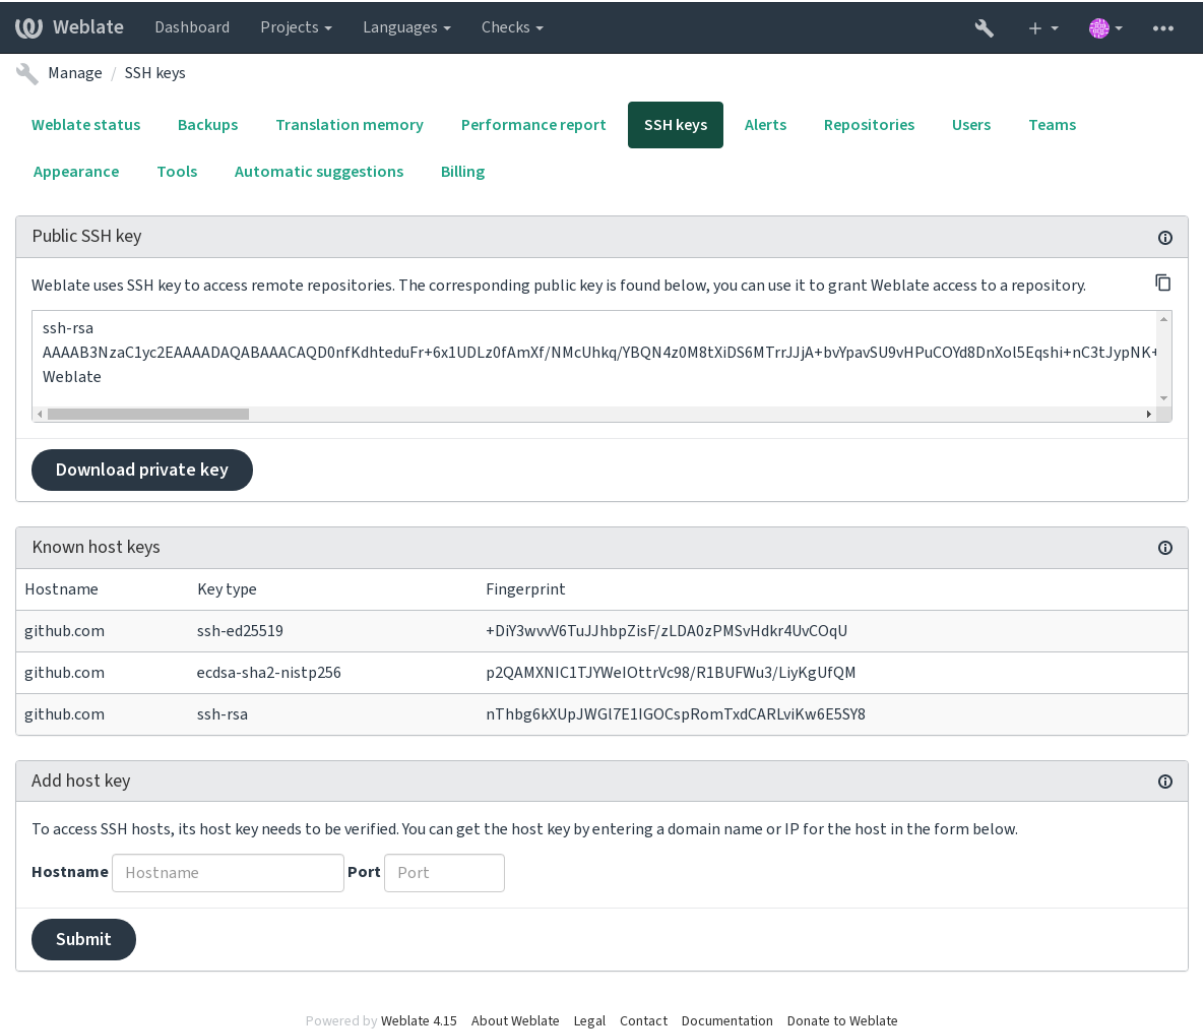 Weblate Dashboard Projects Languages Checks
Manage / SSH keys
Weblate status Backups Translation memory Performance report SSH keys Alerts Repositories Users Teams
Appearance Tools Automatic suggestions Billing
Public SSH key
Weblate uses SSH key to access remote repositories. The corresponding public key is found below, you can use it to grant Weblate access to a repository.
ssh-rsa
AAAAB3NzaC1yc2EAAAADAQABAAACAQD0nfKdhteduFr+6x1UDLz0fAmXf/NMcUhkq/YBQN4z0M8tXiDS6MTrrJJjA+bvYpavSU9vHPuCOYd8DnXol5Eqshi+nC3tJypNK+
Weblate
Download private key
Known host keys
Hostname Key type Fingerprint
github.com ssh-ed25519 +DiY3wvvV6TuJJhbpZisF/zLDA0zPMSvHdkr4UvCOqU
github.com ecdsa-sha2-nistp256 p2QAMXNIC1TJYWeIOttrVc98/R1BUFWu3/LiyKgUfQM
github.com ssh-rsa nThbg6kXUpJWGl7E1IGOCspRomTxdCARLviKw6E5SY8
Add host key
To access SSH hosts, its host key needs to be verified. You can get the host key by entering a domain name or IP for the host in the form below.
Hostname Hostname Port Port
Submit
Powered by Weblate 4.15 About Weblate Legal Contact Documentation Donate to Weblate